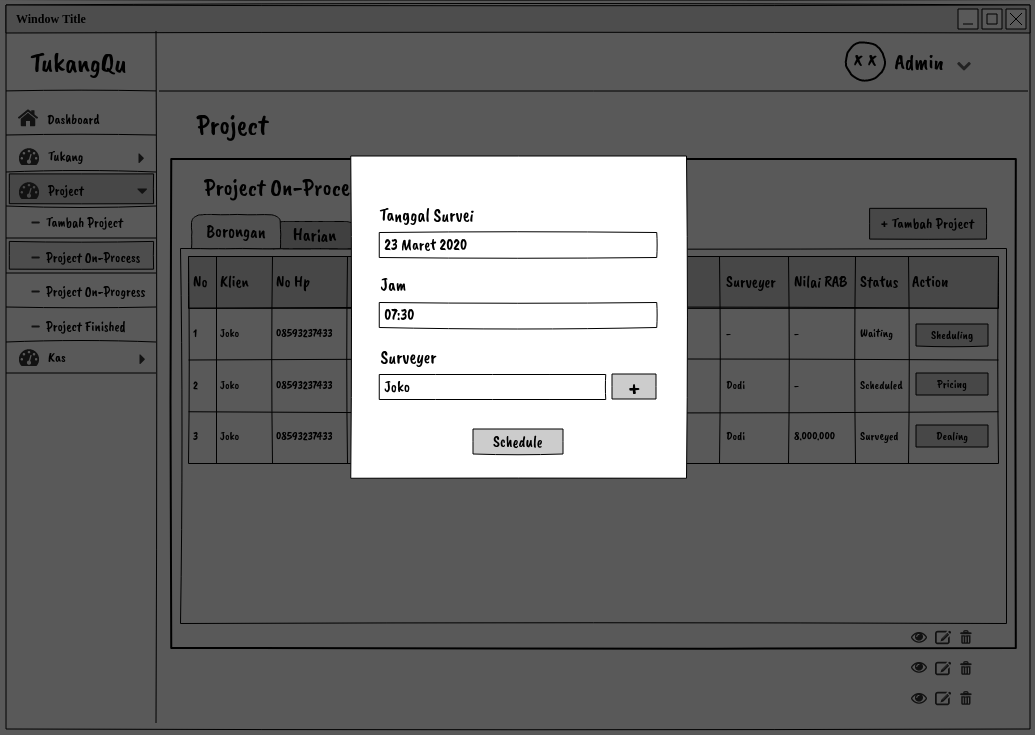 Window Title
TukangQu
Admin
Dashboard
Tukang
Project
Tambah Project
Project On-Process
Project On-Progress
Project Finished
Kas
Project
Project On-Proce
Borongan
Harian
+ Tambah Project
No Klien No Hp Surveyer Nilai RAB Status Action
1 Joko 08593237433 - - Waiting Sheduling
2 Joko 08593237433 Dodi - Scheduled Pricing
3 Joko 08593237433 Dodi 8,000,000 Surveyed Dealing
Tanggal Survei
23 Maret 2020
Jam
07:30
Surveyer
Joko +
Schedule